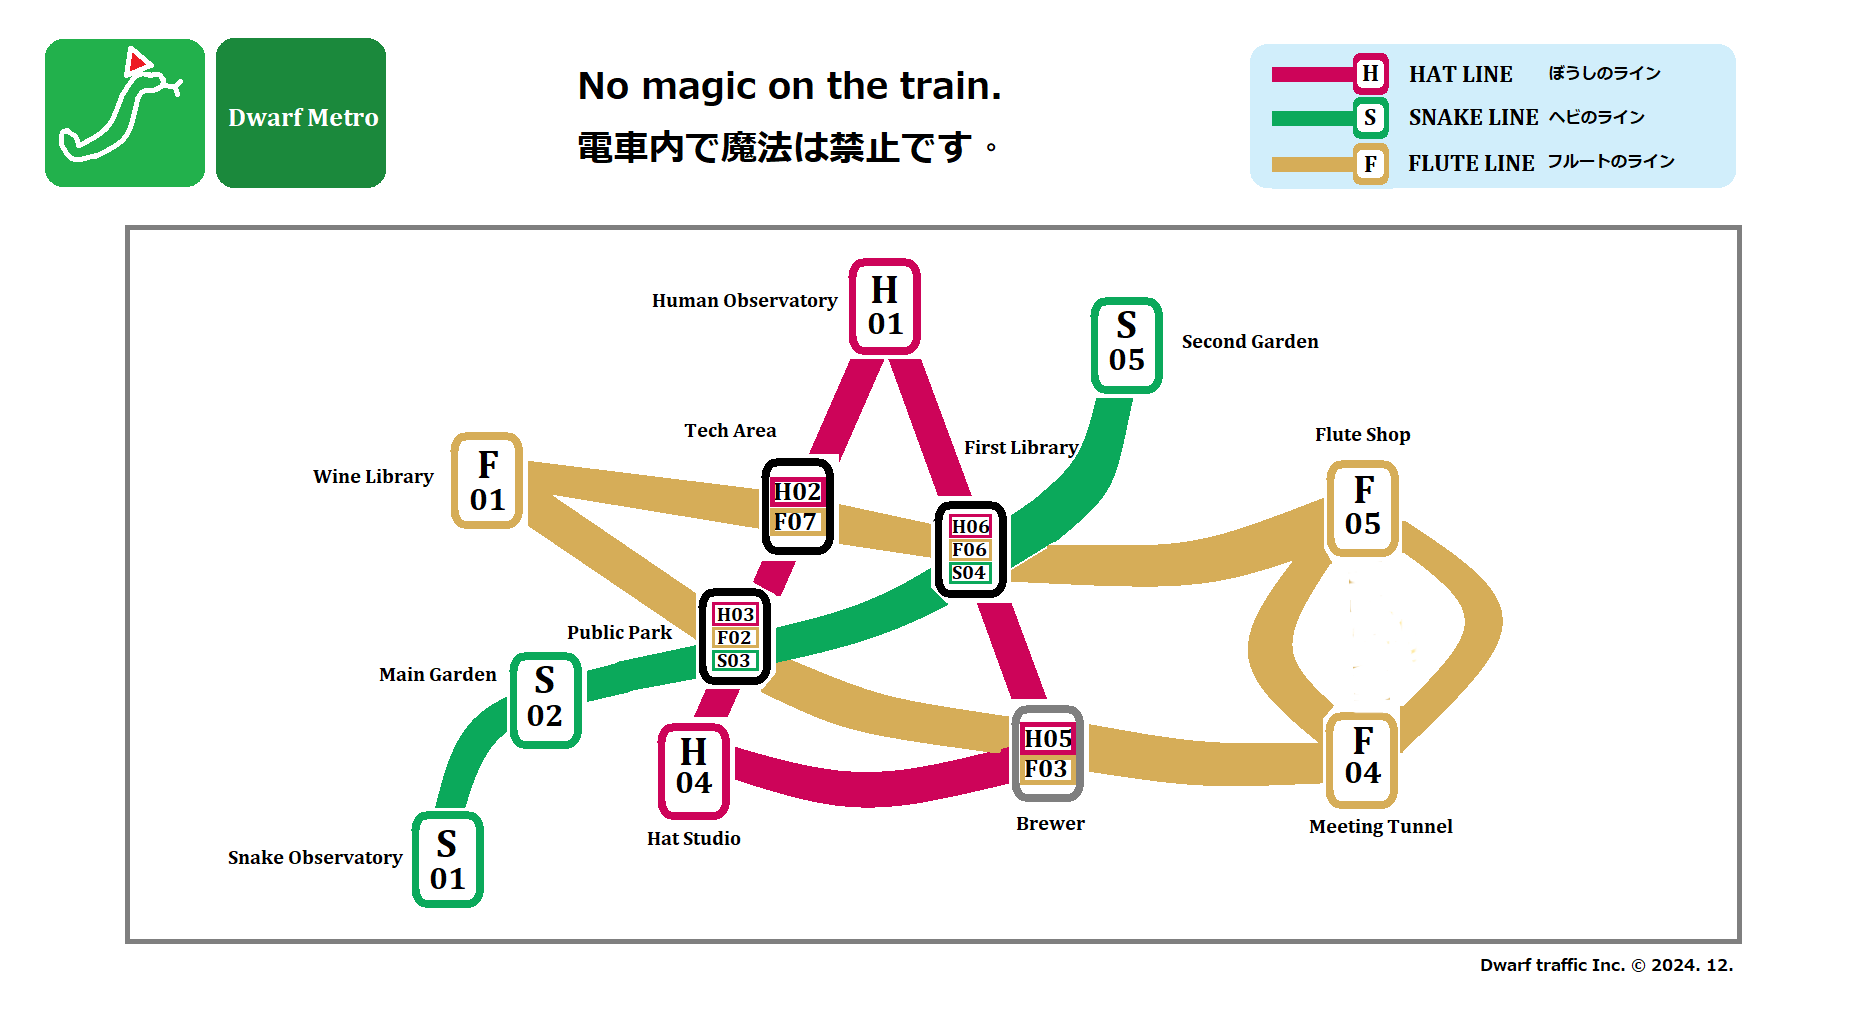 Dwarf Metro
No magic on the train.
電車内で魔法は禁止です。
H HAT LINE ぼうしのライン
S SNAKE LINE ヘビのライン
F FLUTE LINE フルートのライン
Human Observatory
H
01
S
05
Second Garden
Tech Area
First Library
Flute Shop
Wine Library
F
01
H02
F07
H06
F06
S04
F
05
Public Park
H03
F02
S03
Main Garden
S
02
H
04
Hat Studio
H05
F03
Brewer
F
04
Meeting Tunnel
Snake Observatory
S
01
Dwarf traffic Inc. © 2024. 12.